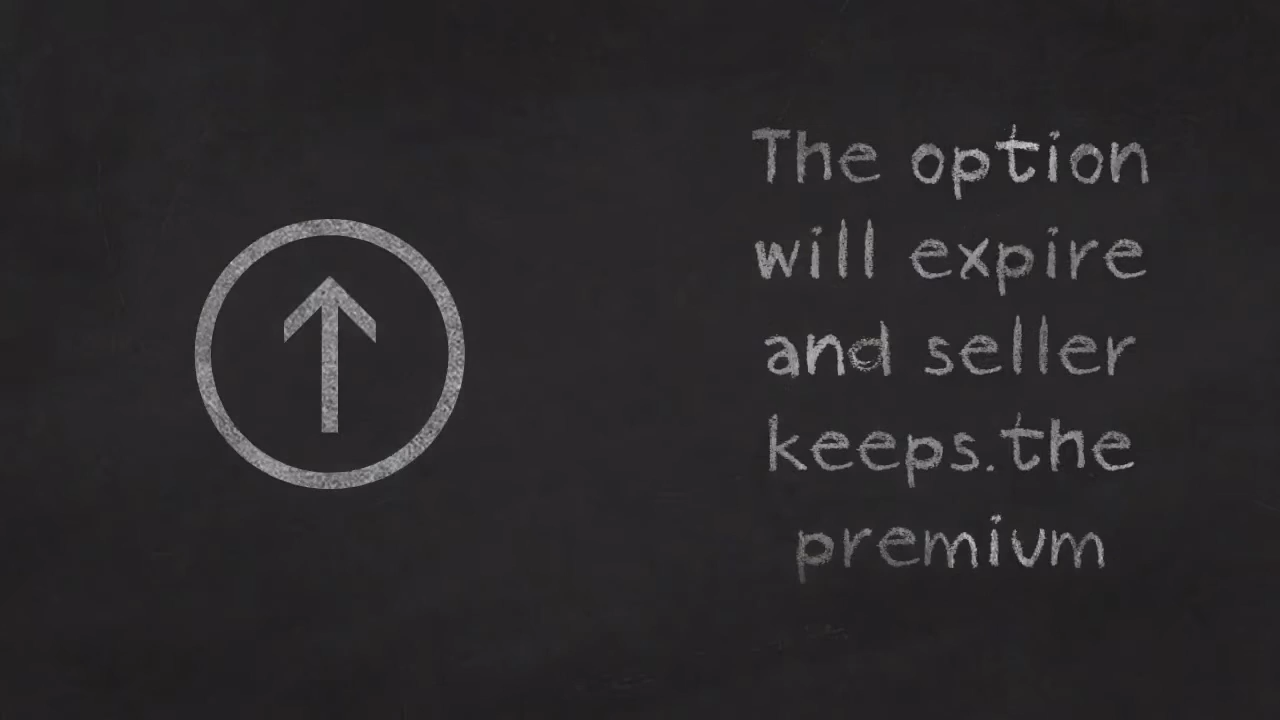 The option
will expire
and seller
keeps.the
premium